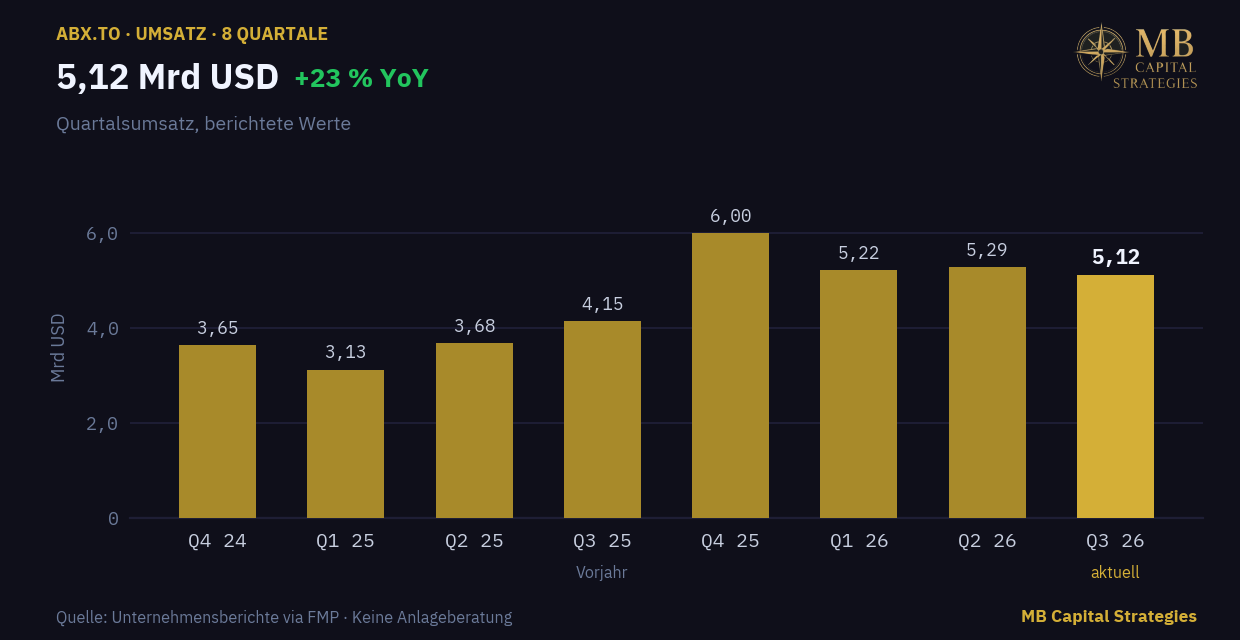 ABX.TO · UMSATZ · 8 QUARTALE
5,12 Mrd USD +23 % YoY
Quartalsumsatz, berichtete Werte
MB
CAPITAL
STRATEGIES
Mrd USD
6,0
4,0
2,0
0
3,65
3,13
3,68
4,15
6,00
5,22
5,29
5,12
Q4 24
Q1 25
Q2 25
Q3 25
Q4 25
Q1 26
Q2 26
Q3 26
Vorjahr
aktuell
Quelle: Unternehmensberichte via FMP · Keine Anlageberatung
MB Capital Strategies